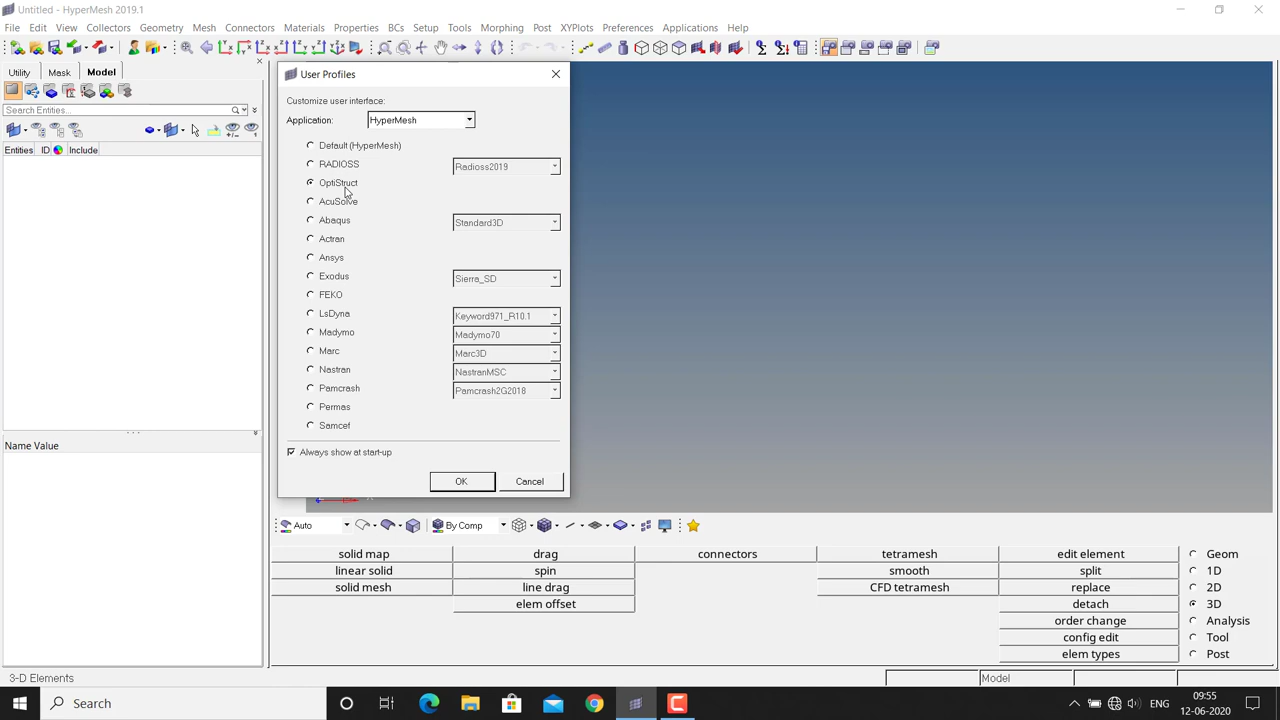 Untitled - HyperMesh 2019.1
File Edit View Collectors Geometry Mesh Connectors Materials Properties BCs Setup Tools Morphing Post XYPlots Preferences Applications Help
Utility Mask Model
Search Entities...
Entities ID Include
Name Value
User Profiles
Customize user interface:
Application: HyperMesh
Default (HyperMesh)
RADIOSS Radioss2019
OptiStruct
AcuSolve
Abaqus Standard3D
Actran
Ansys
Exodus Sierra_SD
FEKO
LsDyna Keyword971_R10.1
Madymo Madymo70
Marc Marc3D
Nastran NastranMSC
Pamcrash Pamcrash2G2018
Permas
Samcef
Always show at start-up
OK Cancel
Auto By Comp
solid map drag connectors tetramesh edit element Geom
linear solid spin smooth split 1D
solid mesh line drag CFD tetramesh replace 2D
elem offset detach 3D
order change Analysis
config edit Tool
elem types Post
3-D Elements Model
Search ENG 09:55
12-06-2020